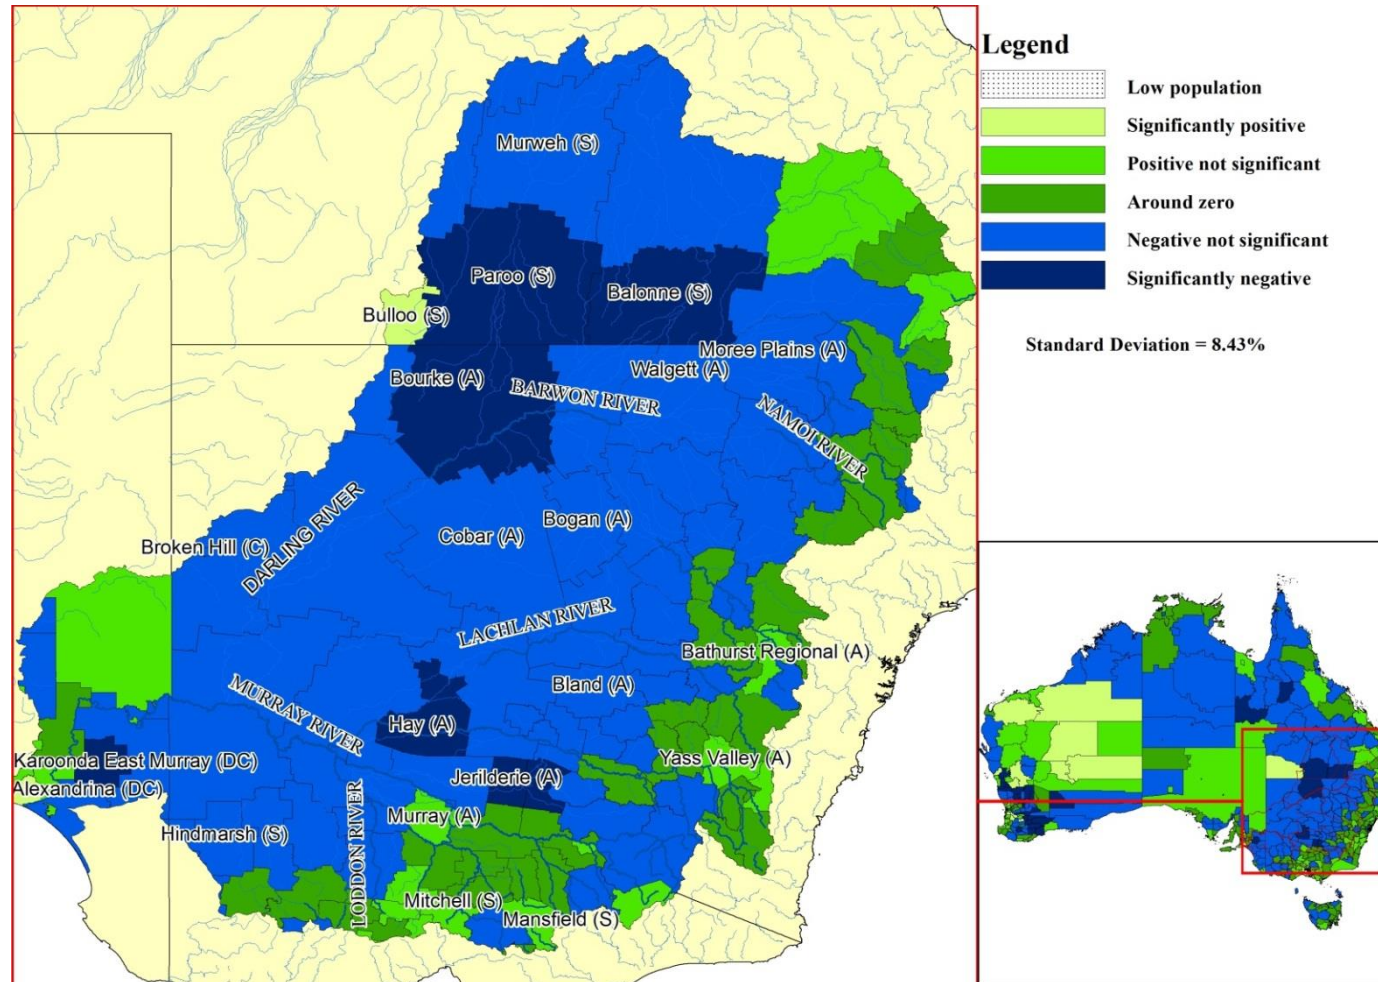 Legend
Low population
Significantly positive
Positive not significant
Around zero
Negative not significant
Significantly negative
Standard Deviation = 8.43%
Murweh (S)
Paroo (S)
Balonne (S)
Bulloo (S)
Moree Plains (A)
Walgett (A)
Bourke (A)
BARWON RIVER
NAMOI RIVER
DARLING RIVER
Bogan (A)
Cobar (A)
Broken Hill (C)
LACHLAN RIVER
Bathurst Regional (A)
Bland (A)
MURRAY RIVER
Hay (A)
Karoonda East Murray (DC)
Yass Valley (A)
Jerilderie (A)
Alexandrina (DC)
Murray (A)
Hindmarsh (S)
LODDON RIVER
Mitchell (S)
Mansfield (S)